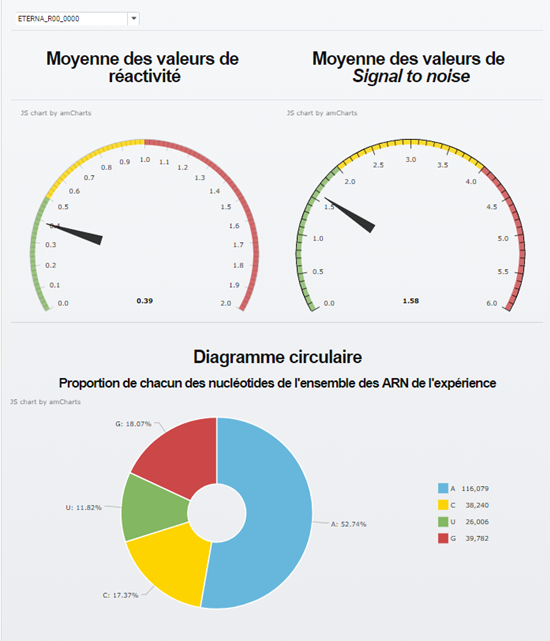 ETERNA_R00_0000
Moyenne des valeurs de
réactivité
Moyenne des valeurs de
Signal to noise
JS chart by amCharts
JS chart by amCharts
0.0
0.1
0.2
0.3
0.4
0.5
0.6
0.7
0.8
0.9
1.0
1.1
1.2
1.3
1.4
1.5
1.6
1.7
1.8
1.9
2.0
0.39
0.0
0.5
1.0
1.5
2.0
2.5
3.0
3.5
4.0
4.5
5.0
5.5
6.0
1.58
Diagramme circulaire
Proportion de chacun des nucléotides de l'ensemble des ARN de l'expérience
JS chart by amCharts
G: 18.07%
U: 11.82%
C: 17.37%
A: 52.74%
A 116,079
C 38,240
U 26,006
G 39,782